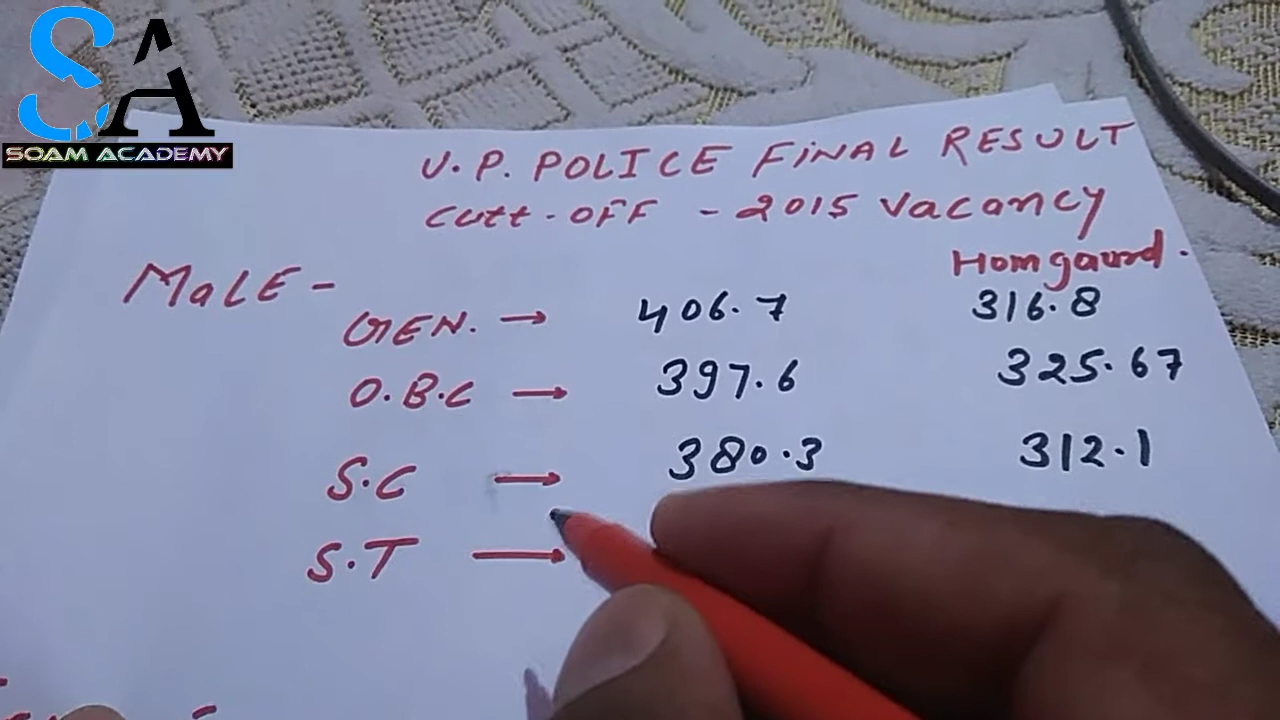 SA
SOAM ACADEMY
U.P. POLICE FINAL RESULT
CUtt-OFF - 2015 Vacancy
Homgaurd.
MaLE -
GEN. → 406.7 316.8
O.B.C → 397.6 325.67
S.C → 380.3 312.1
S.T →